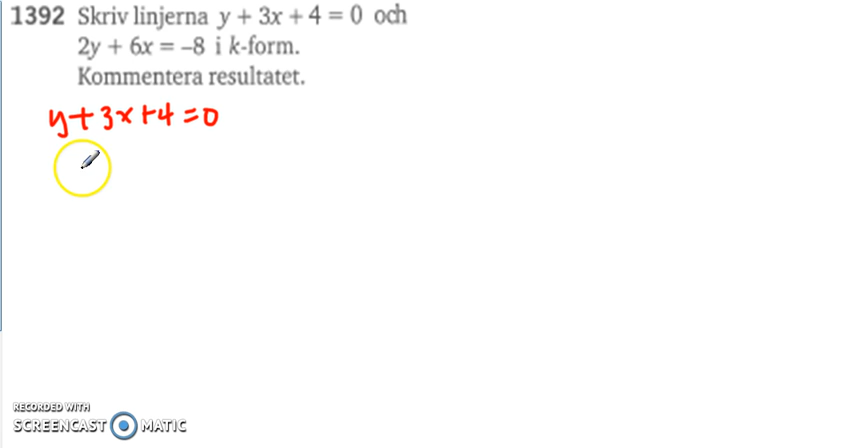 1392 Skriv linjerna y + 3x + 4 = 0 och
2y + 6x = –8 i k-form.
Kommentera resultatet.
y+3x+4=0
RECORDED WITH
SCREENCAST MATIC